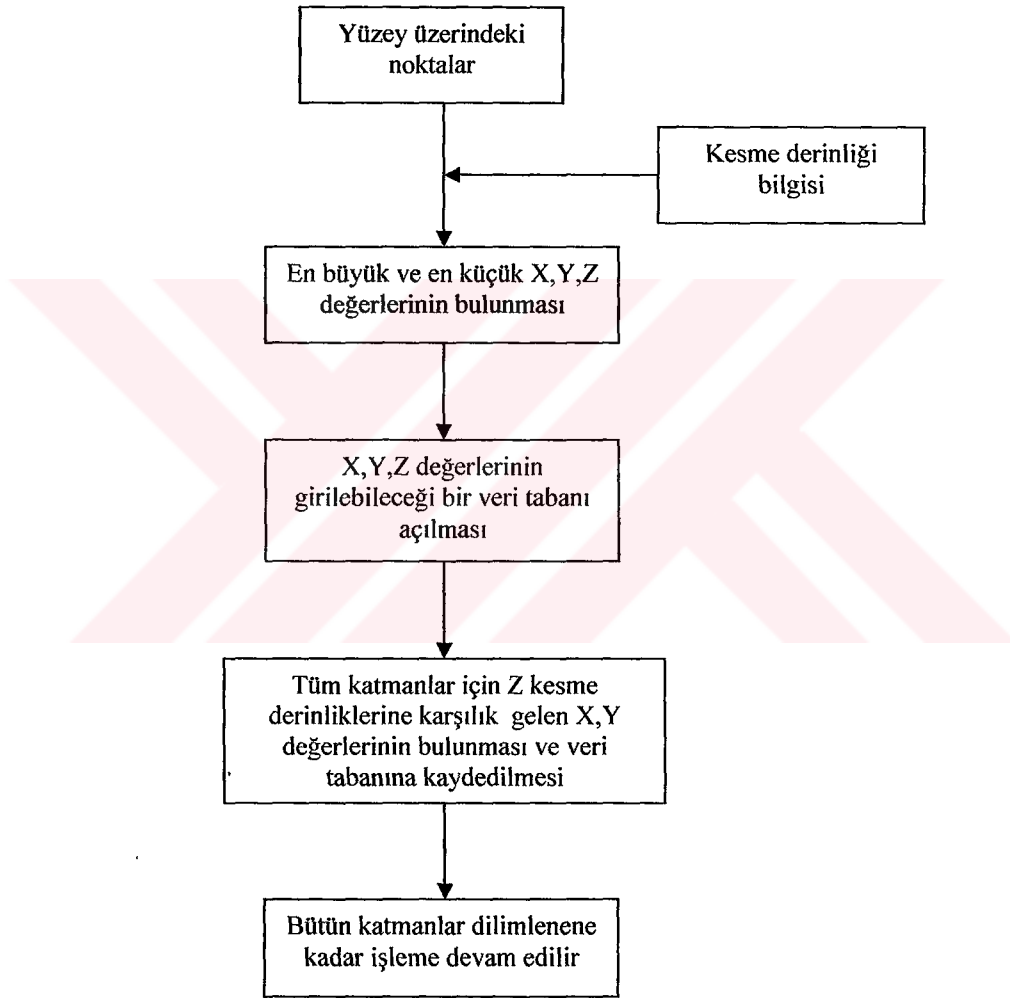 Yüzey üzerindeki
noktalar
Kesme derinliği
bilgisi
En büyük ve en küçük X,Y,Z
değerlerinin bulunması
X,Y,Z değerlerinin
girilebileceği bir veri tabanı
açılması
Tüm katmanlar için Z kesme
derinliklerine karşılık gelen X,Y
değerlerinin bulunması ve veri
tabanına kaydedilmesi
Bütün katmanlar dilimlenene
kadar işleme devam edilir